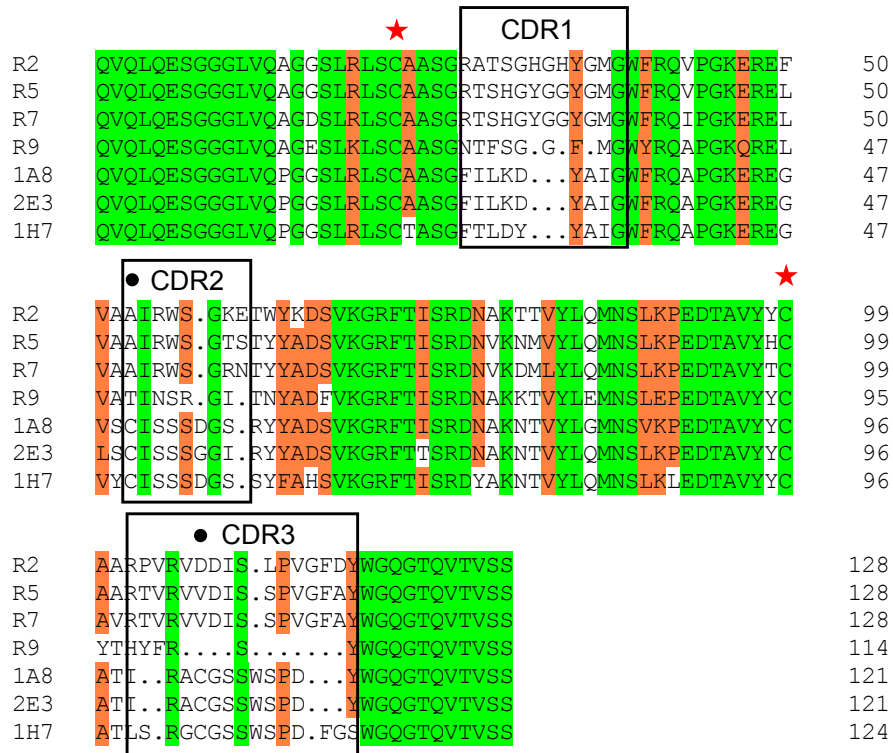 CDR1
R2 QVQLQESGGGLVQAGGSLRLSCAASGRATSGHGHYGMGWFRQVPGKEREF 50
R5 QVQLQESGGGLVQAGGSLRLSCAASGRTSHGYGGYGMGWFRQVPGKEREL 50
R7 QVQLQESGGGLVQAGDSLRLSCAASGRTSHGYGGYGMGWFRQIPGKEREL 50
R9 QVQLQESGGGLVQAGESLKLSCAASGNTFSG.G.F.MGWYRQAPGKQREL 47
1A8 QVQLQESGGGLVQPGGSLRLSCAASGFILKD...YAIGWFRQAPGKEREG 47
2E3 QVQLQESGGGLVQPGGSLRLSCAASGFILKD...YAIGWFRQAPGKEREG 47
1H7 QVQLQESGGGLVQPGGSLRLSCTASGFTLDY...YAIGWFRQAPGKEREG 47
● CDR2
R2 VAAIRWS.GKETWYKDSVKGRFTISRDNAKTTVYLQMNSLKPEDTAVYYC 99
R5 VAAIRWS.GTSTYYADSVKGRFTISRDNVKNMVYLQMNSLKPEDTAVYHC 99
R7 VAAIRWS.GRNTYYADSVKGRFTISRDNVKDMLYLQMNSLKPEDTAVYTC 99
R9 VATINSR.GI.TNYADFVKGRFTISRDNAKKTVYLEMNSLEPEDTAVYYC 95
1A8 VSCISSSDGS.RYYADSVKGRFTISRDNAKNTVYLGMNSVKPEDTAVYYC 96
2E3 LSCISSSGGI.RYYADSVKGRFTTSRDNAKNTVYLQMNSLKPEDTAVYYC 96
1H7 VYCISSSDGS.SYFAHSVKGRFTISRDYAKNTVYLQMNSLKLEDTAVYYC 96
● CDR3
R2 AARPVRVDDIS.LPVGFDYWGQGTQVTVSS 128
R5 AARTVRVVDIS.SPVGFAYWGQGTQVTVSS 128
R7 AVRTVRVVDIS.SPVGFAYWGQGTQVTVSS 128
R9 YTHYFR....S.......YWGQGTQVTVSS 114
1A8 ATI..RACGSSWSPD...YWGQGTQVTVSS 121
2E3 ATI..RACGSSWSPD...YWGQGTQVTVSS 121
1H7 ATLS.RGCGSSWSPD.FGSWGQGTQVTVSS 124